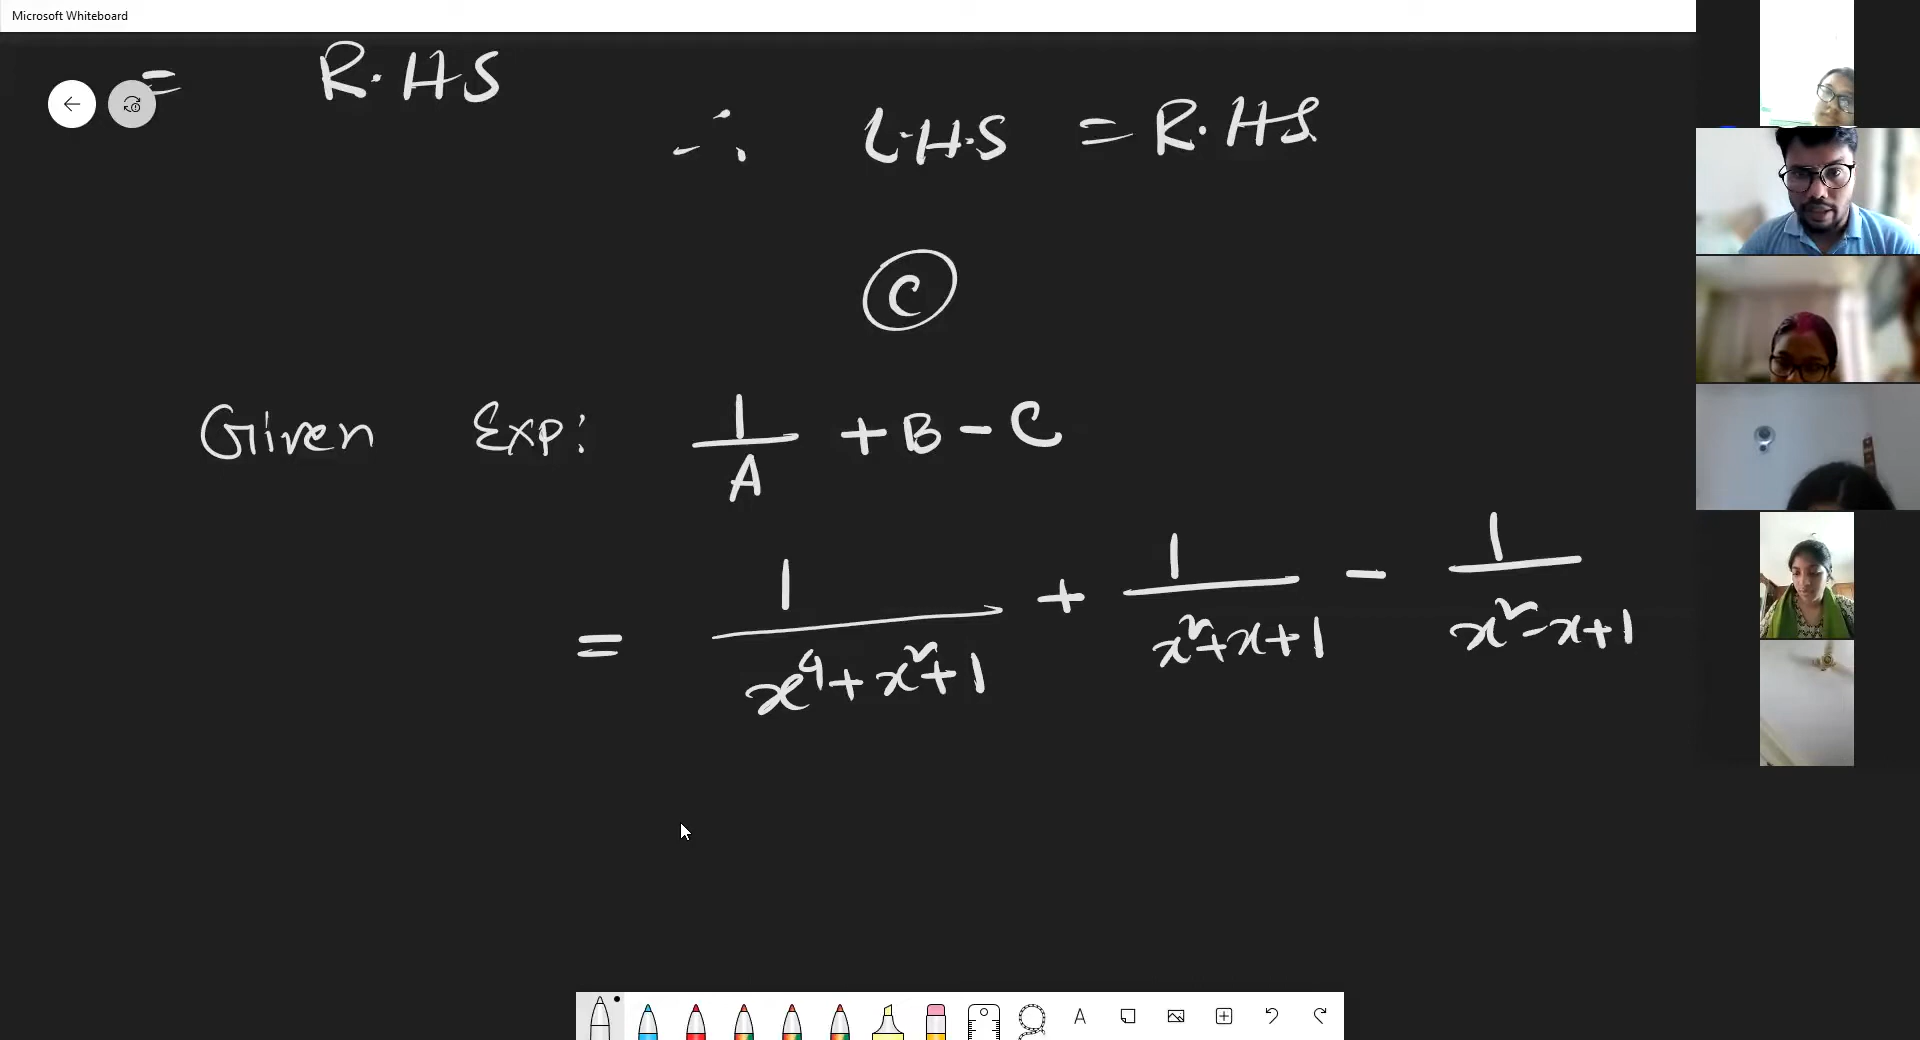 Microsoft Whiteboard
= R.HS
∴ L.H.S = R.HS
C
Given Exp: 1/A + B - C
= 1/(x⁴+x²+1) + 1/(x²+x+1) - 1/(x²-x+1)
A